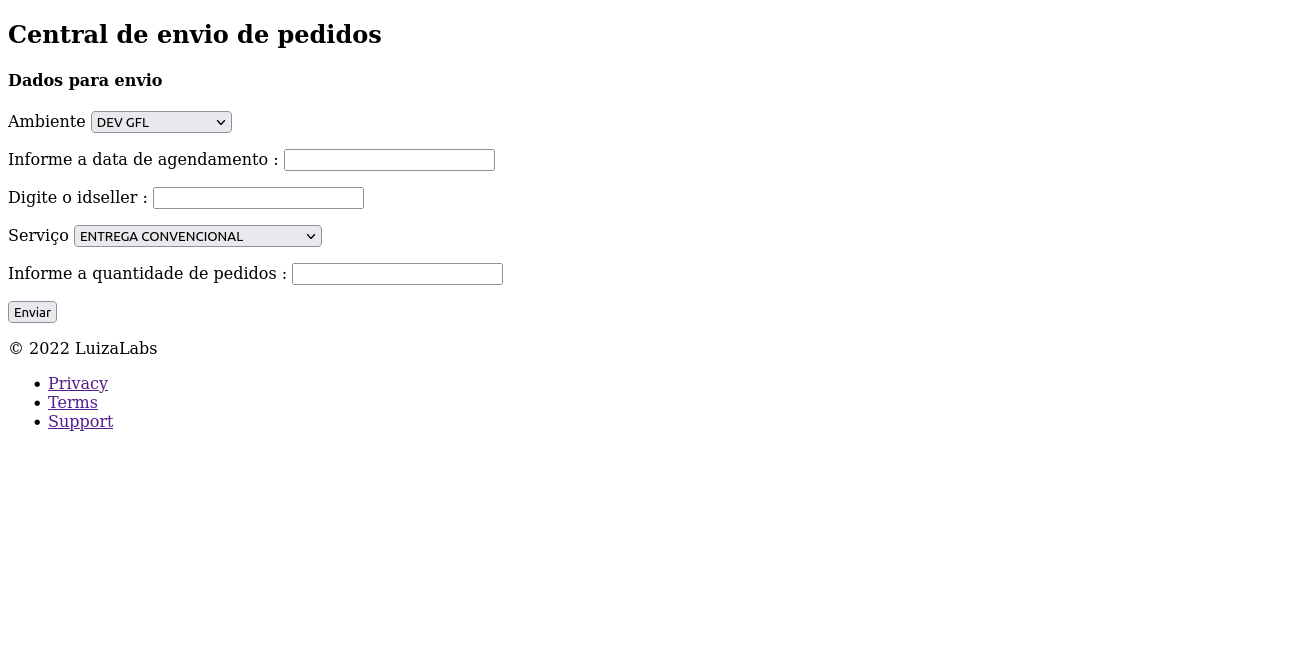 Central de envio de pedidos
Dados para envio
Ambiente DEV GFL
Informe a data de agendamento :
Digite o idseller :
Serviço ENTREGA CONVENCIONAL
Informe a quantidade de pedidos :
Enviar
© 2022 LuizaLabs
• Privacy
• Terms
• Support